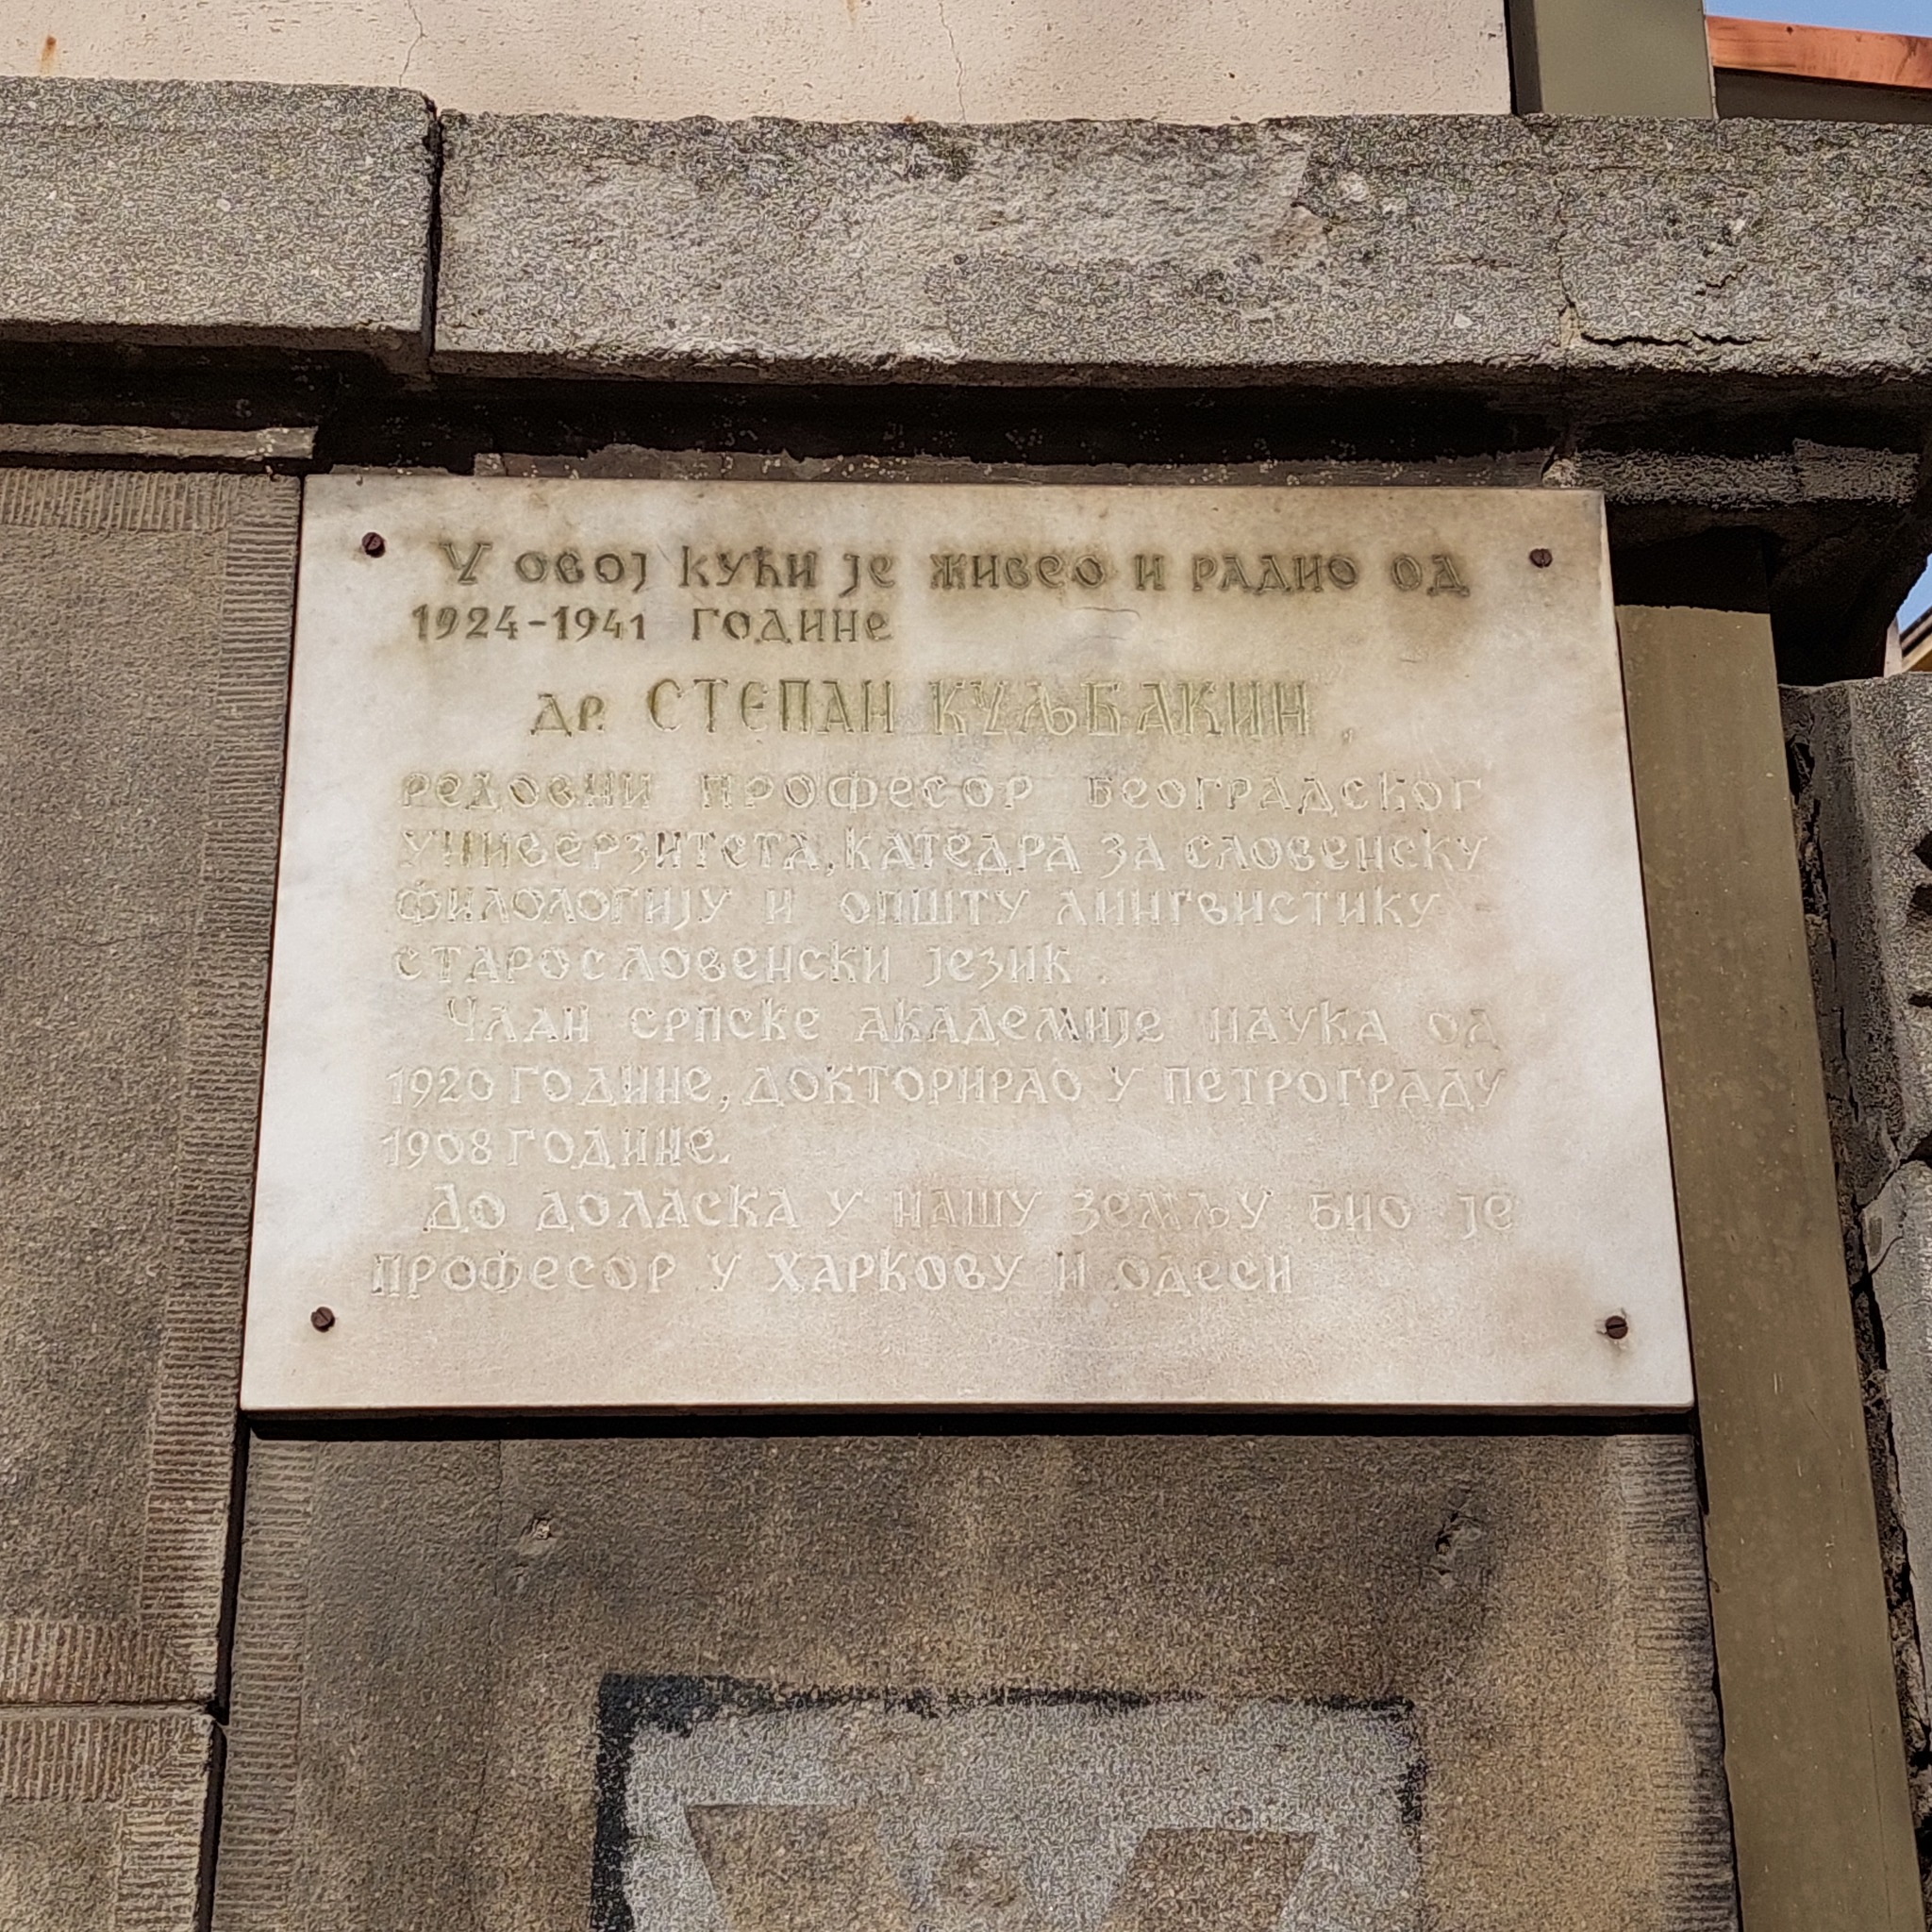 У овој кући је живео и радио од
1924-1941 године
др. СТЕПАН КУЉБАКИН,
редовни професор београдског
универзитета, катедра за словенску
филологију и општу лингвистику
старословенски језик.
Члан српске академије наука од
1920 године, докторирао у петрограду
1908 године.
До доласка у нашу земљу био је
професор у Харкову и одеси